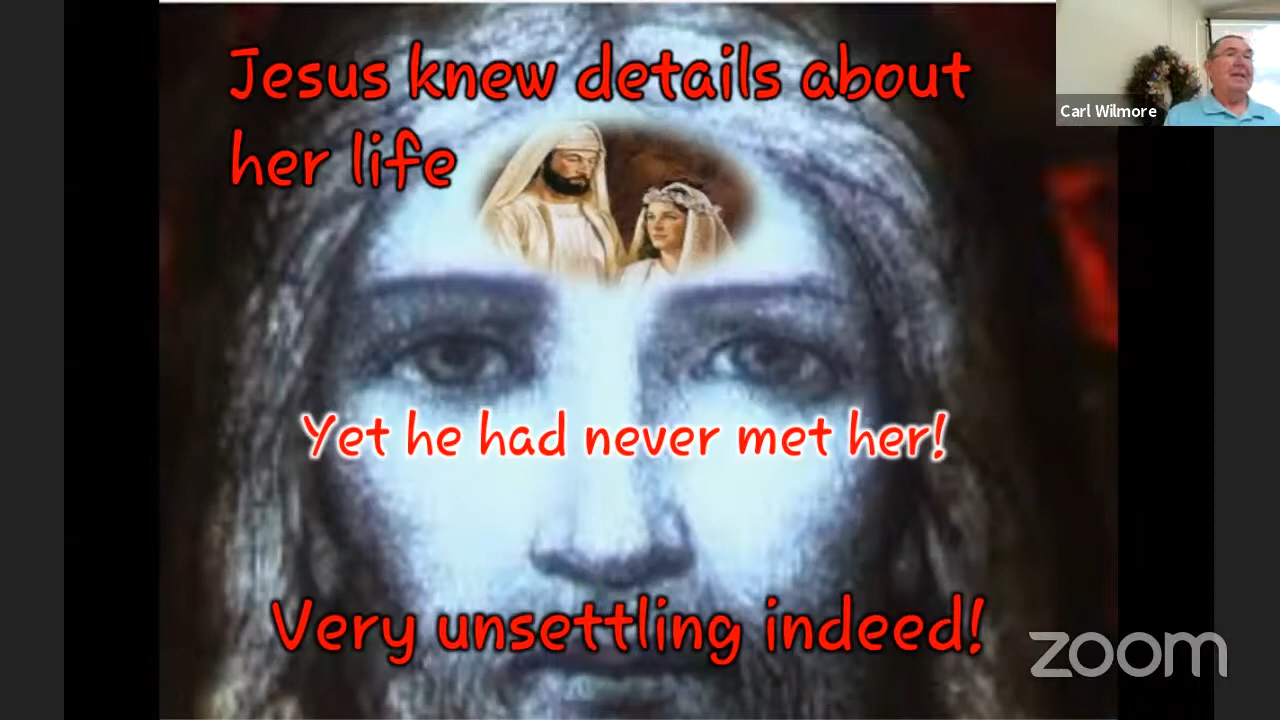 Jesus knew details about
her life
Carl Wilmore
Yet he had never met her!
Very unsettling indeed!
zoom